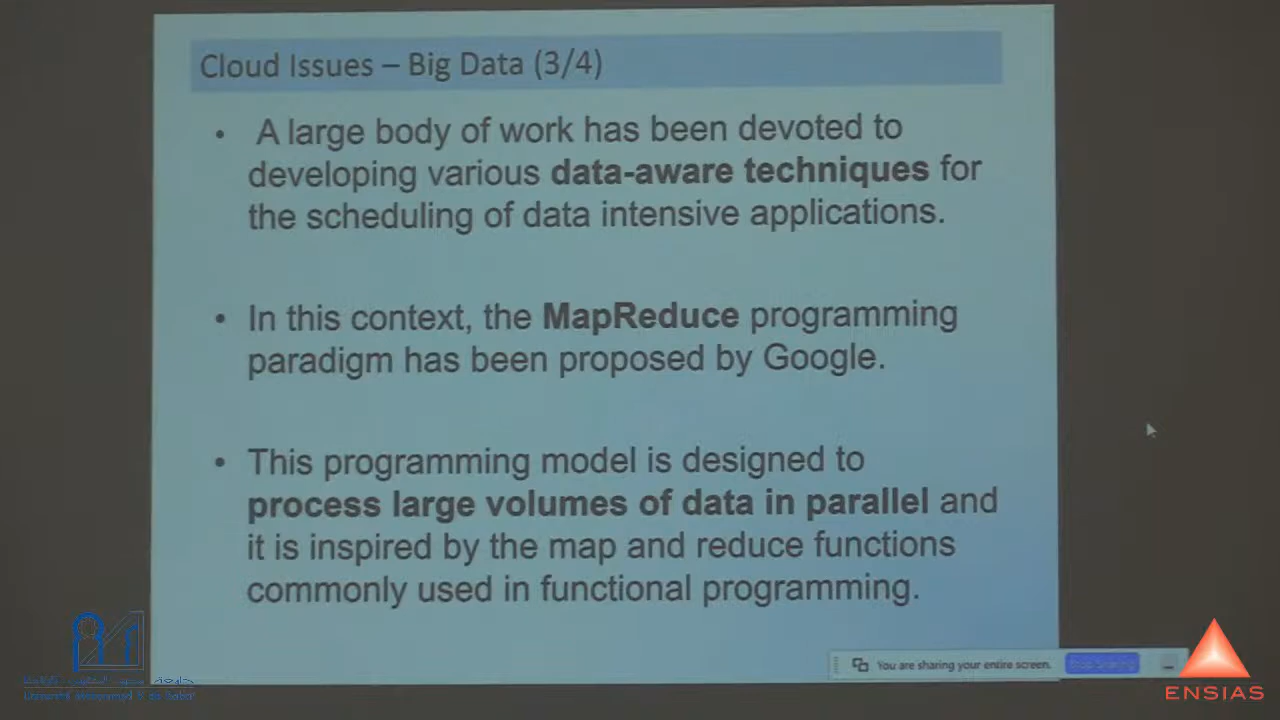 Cloud Issues – Big Data (3/4)
• A large body of work has been devoted to
developing various data-aware techniques for
the scheduling of data intensive applications.
• In this context, the MapReduce programming
paradigm has been proposed by Google.
• This programming model is designed to
process large volumes of data in parallel and
it is inspired by the map and reduce functions
commonly used in functional programming.
You are sharing your entire screen.
Stop Sharing
ENSIAS